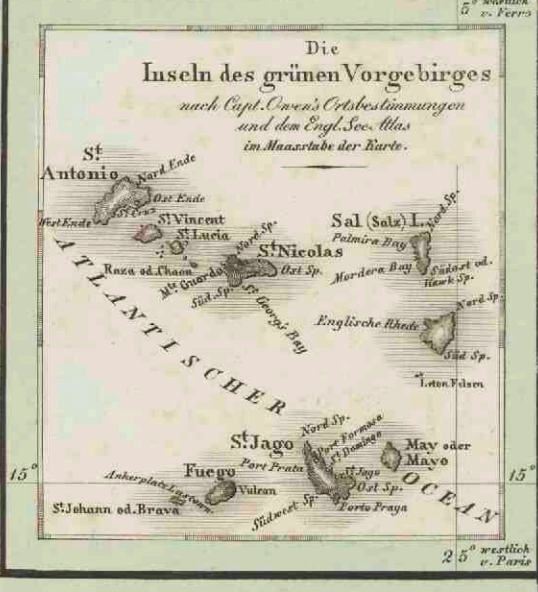 5° westlich
v. Ferro
Die
Inseln des grünen Vorgebirges
nach Capt. Owen's Ortsbestimmungen
und dem Engl. See-Atlas
im Maasstabe der Karte.
St.
Antonio
Nord Ende
Ost Ende
St. Cruz
West Ende
St. Vincent
St. Lucia
Raza od. Chaon
Nord Sp.
St. Nicolas
Mte. Guardo
Ost Sp.
Süd. Sp.
St. Georgs Bay
Sal (Salz) I.
Nord Sp.
Palmira Bay
Mordera Bay
Südost od.
Hawk Sp.
Nord Sp.
Englische Rhede
Süd Sp.
Leton Felsen
ATLANTISCHER
OCEAN
St. Jago
Nord Sp.
Port Formosa
St. Domingo
Port Prata
St. Jago
Ost Sp.
Porto Praya
Südwest Sp.
May oder
Mayo
Fuego
Vulcan
Ankerplatz
St. Johann od. Brava
15°
15°
25° westlich
v. Paris